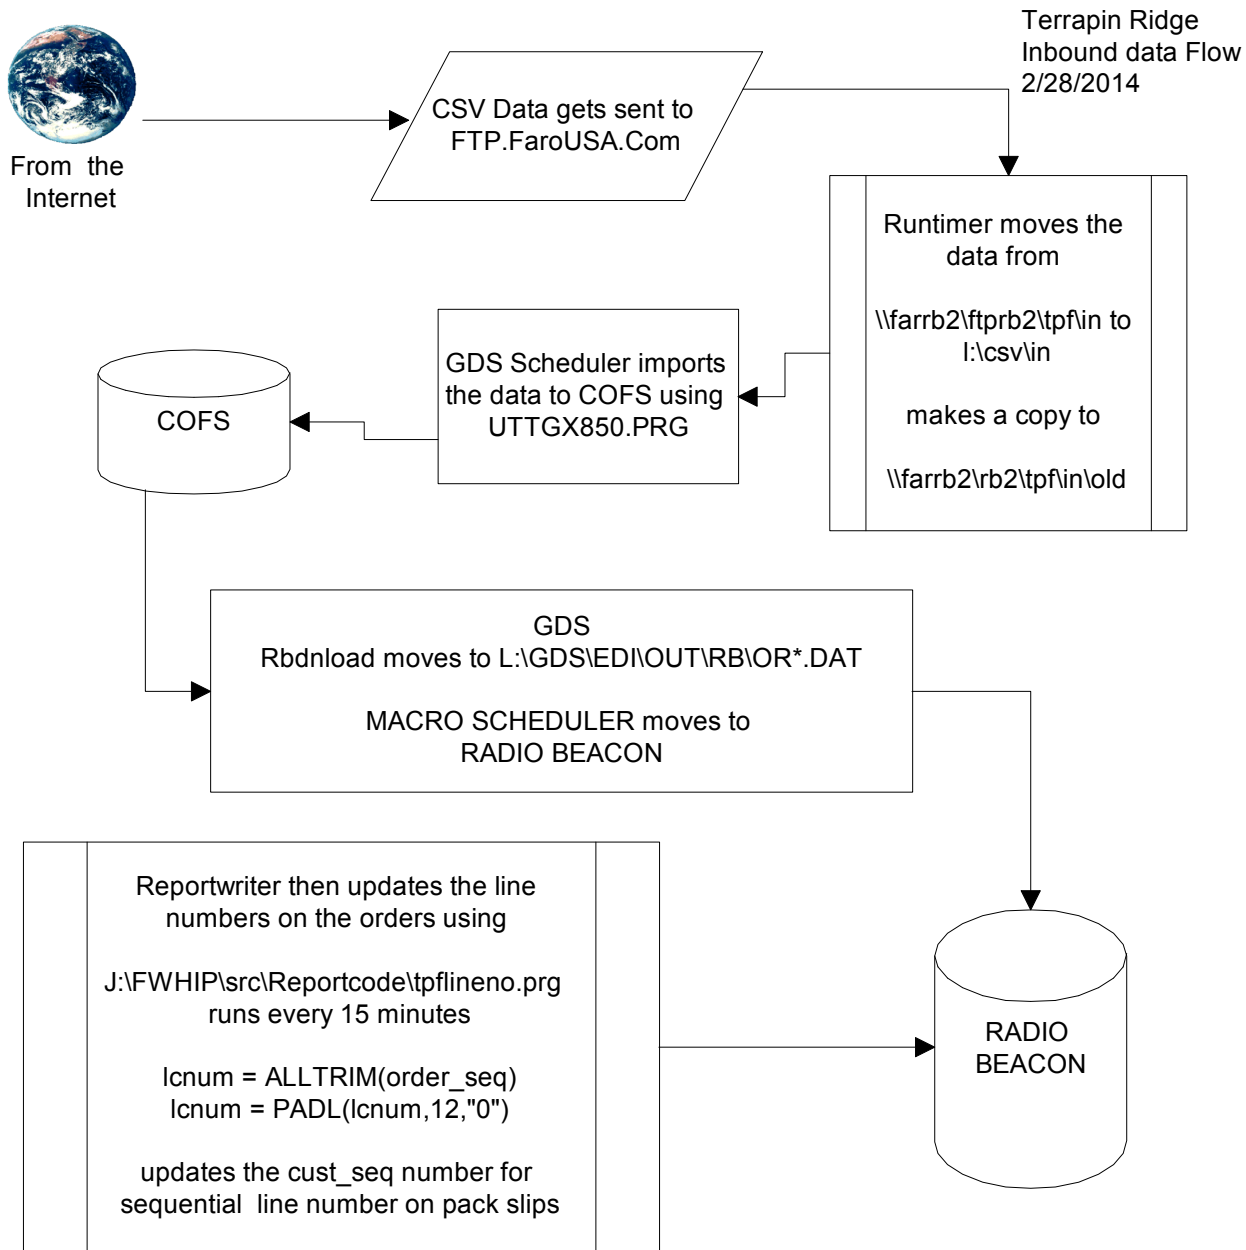 Terrapin Ridge
Inbound data Flow
2/28/2014
From the
Internet
CSV Data gets sent to
FTP.FaroUSA.Com
Runtimer moves the
data from
\\farrb2\ftprb2\tpf\in to
I:\csv\in
makes a copy to
\\farrb2\rb2\tpf\in\old
GDS Scheduler imports
the data to COFS using
UTTGX850.PRG
COFS
GDS
Rbdnload moves to L:\GDS\EDI\OUT\RB\OR*.DAT
MACRO SCHEDULER moves to
RADIO BEACON
Reportwriter then updates the line
numbers on the orders using
J:\FWHIP\src\Reportcode\tpflineno.prg
runs every 15 minutes
lcnum = ALLTRIM(order_seq)
lcnum = PADL(lcnum,12,"0")
updates the cust_seq number for
sequential line number on pack slips
RADIO
BEACON